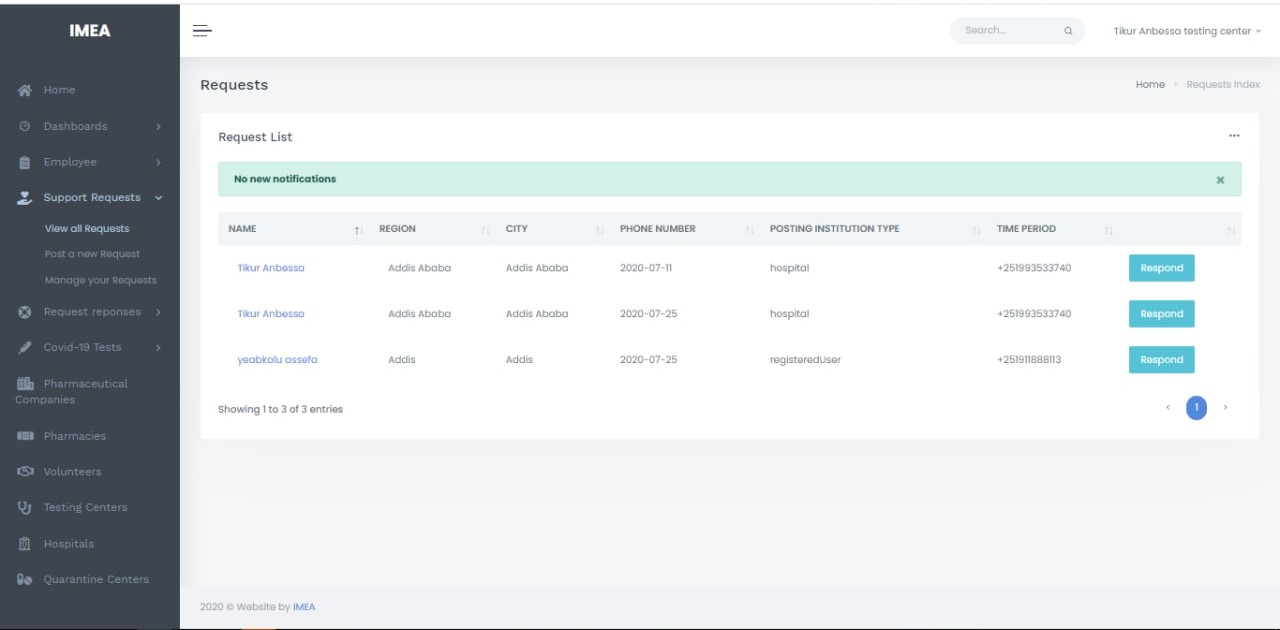 IMEA
Search...
Tikur Anbessa testing center
Home
Dashboards
Employee
Support Requests
View all Requests
Post a new Request
Manage your Requests
Request reponses
Covid-19 Tests
Pharmaceutical
Companies
Pharmacies
Volunteers
Testing Centers
Hospitals
Quarantine Centers
Requests
Home > Requests Index
Request List
...
No new notifications ×
NAME REGION CITY PHONE NUMBER POSTING INSTITUTION TYPE TIME PERIOD
Tikur Anbessa Addis Ababa Addis Ababa 2020-07-11 hospital +251993533740 Respond
Tikur Anbessa Addis Ababa Addis Ababa 2020-07-25 hospital +251993533740 Respond
yeabkalu assefa Addis Addis 2020-07-25 registeredUser +251911888113 Respond
Showing 1 to 3 of 3 entries
‹ 1 ›
2020 © Website by IMEA